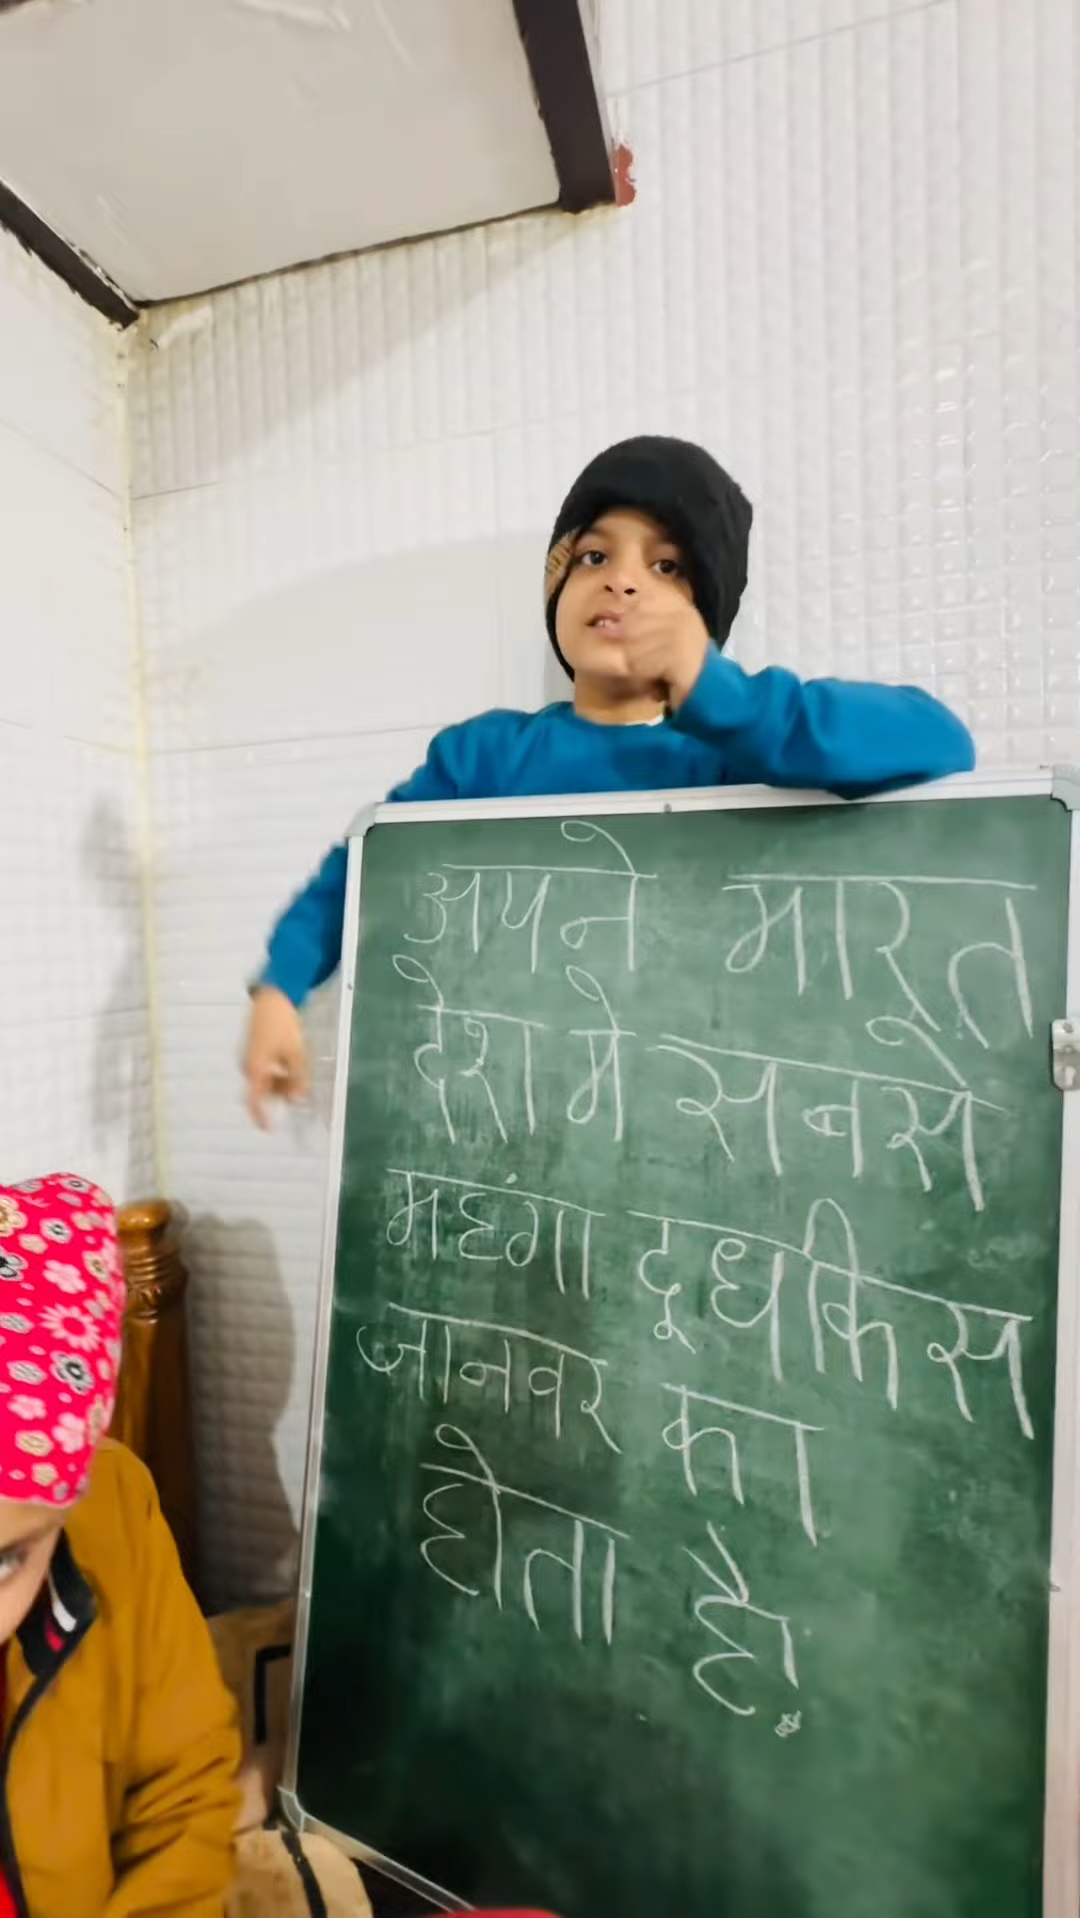 अपने मारत
देश मे सबसे
महंगा दूध किस
जानवर का
होता है.